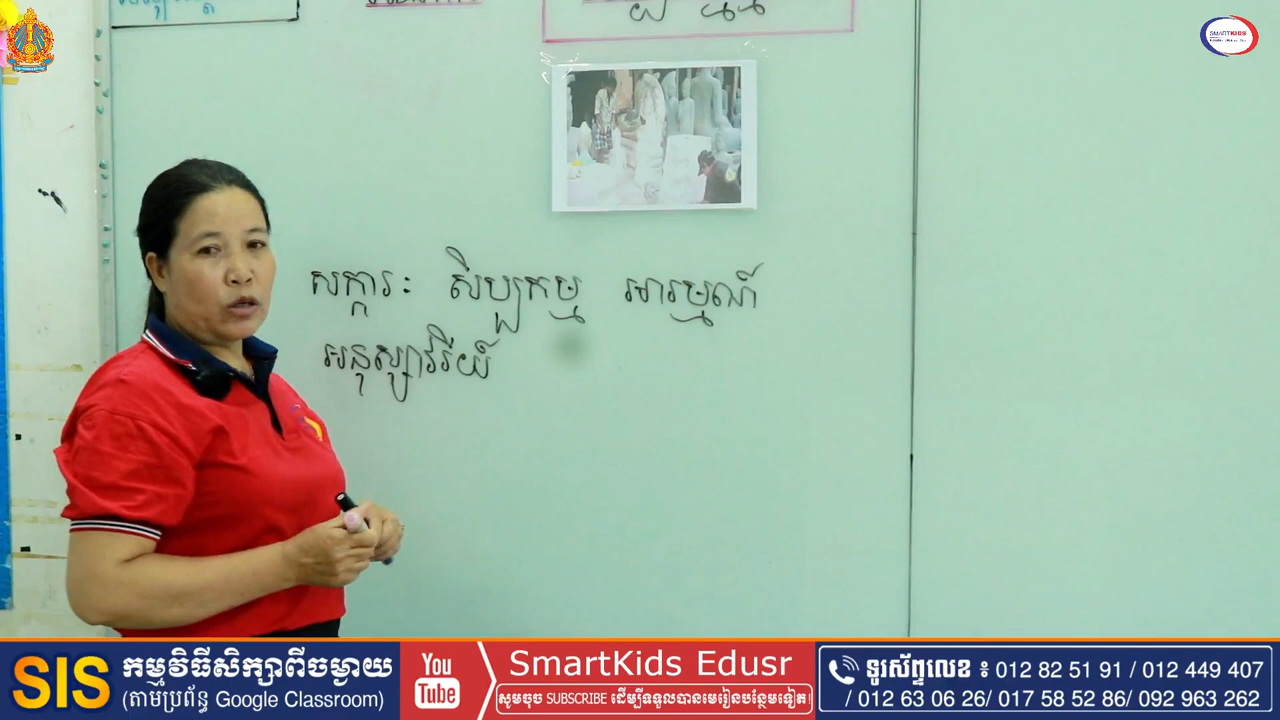 SMARTKIDS
សក្ការៈ សិប្បកម្ម អារម្មណ៍
អនុស្សាវរីយ៍
SIS កម្មវិធីសិក្សាពីចម្ងាយ
(តាមប្រព័ន្ធ Google Classroom)
You
Tube
SmartKids Edusr
សូមចុច SUBSCRIBE ដើម្បីទទួលបានមេរៀនបន្ថែមទៀត!
ទូរស័ព្ទលេខ ៖ 012 82 51 91 / 012 449 407
/ 012 63 06 26/ 017 58 52 86/ 092 963 262